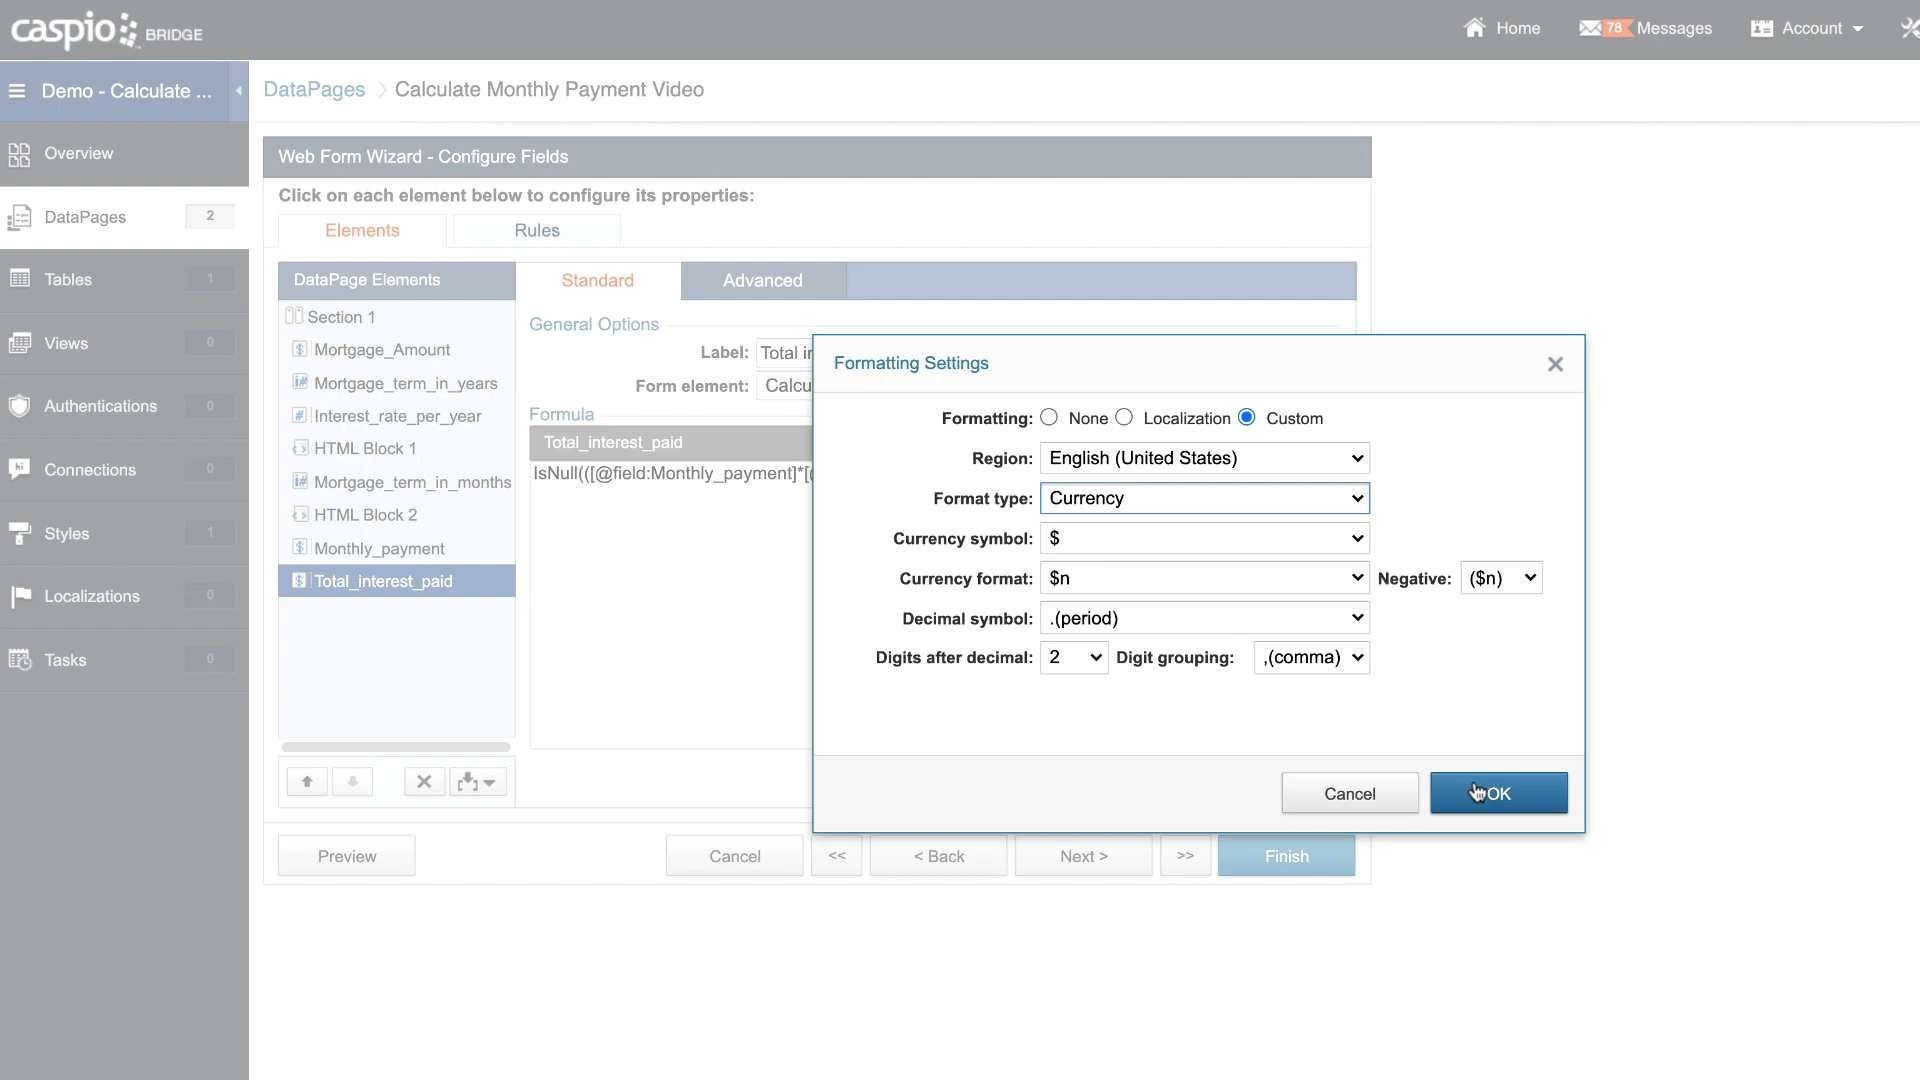 caspio BRIDGE
Home
78 Messages
Account
Demo - Calculate ...
DataPages
Calculate Monthly Payment Video
Overview
DataPages 2
Tables 1
Views 0
Authentications 0
Connections 0
Styles 1
Localizations 0
Tasks 0
Web Form Wizard - Configure Fields
Click on each element below to configure its properties:
Elements
Rules
DataPage Elements
Section 1
Mortgage_Amount
Mortgage_term_in_years
Interest_rate_per_year
HTML Block 1
Mortgage_term_in_months
HTML Block 2
Monthly_payment
Total_interest_paid
Standard
Advanced
General Options
Label: Total in
Form element: Calcu
Formula
Total_interest_paid
IsNull(([@field:Monthly_payment]*[
Formatting Settings
Formatting: None Localization Custom
Region: English (United States)
Format type: Currency
Currency symbol: $
Currency format: $n Negative: ($n)
Decimal symbol: .(period)
Digits after decimal: 2 Digit grouping: ,(comma)
Cancel
OK
Preview
Cancel
<<
< Back
Next >
>>
Finish